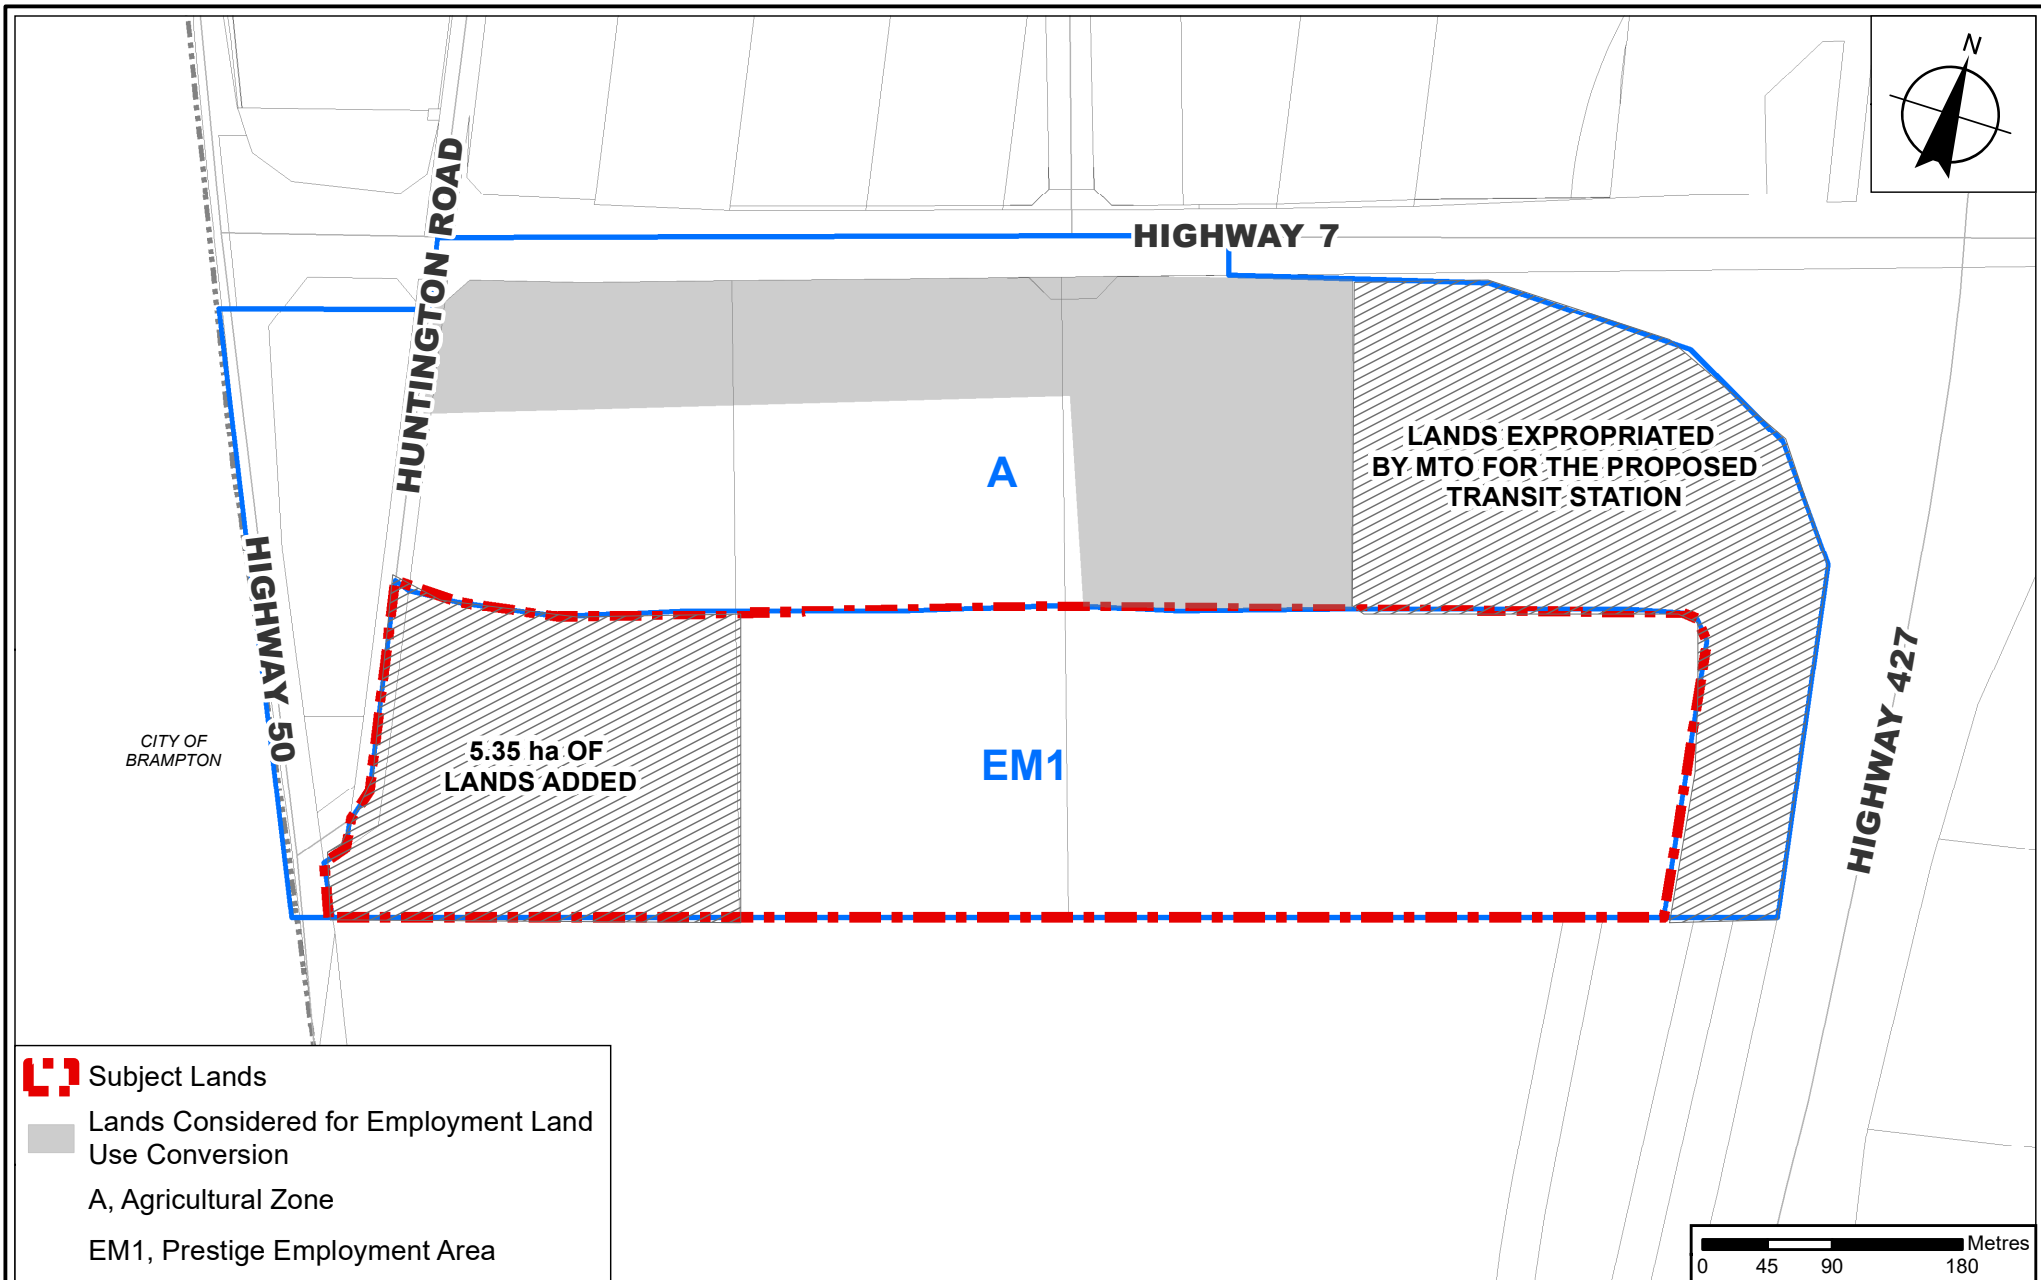 N
HIGHWAY 7
HUNTINGTON ROAD
LANDS EXPROPRIATED
BY MTO FOR THE PROPOSED
TRANSIT STATION
A
HIGHWAY 50
HIGHWAY 427
CITY OF
BRAMPTON
5.35 ha OF
LANDS ADDED
EM1
Subject Lands
Lands Considered for Employment Land
Use Conversion
A, Agricultural Zone
EM1, Prestige Employment Area
Metres
0 45 90 180